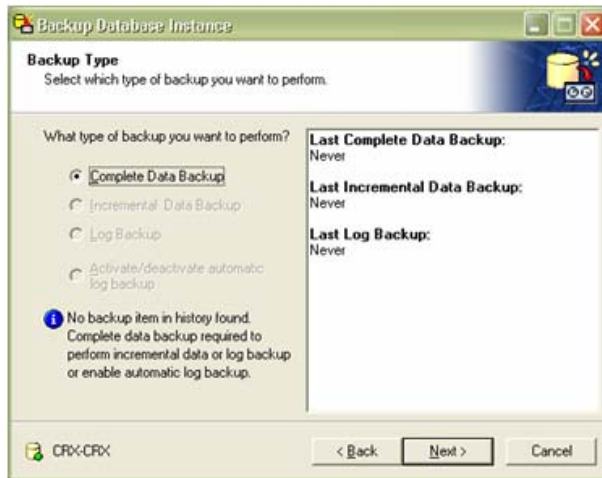 Backup Database Instance
Backup Type
Select which type of backup you want to perform.
What type of backup you want to perform?
Complete Data Backup
Incremental Data Backup
Log Backup
Activate/deactivate automatic
log backup
No backup item in history found.
Complete data backup required to
perform incremental data or log backup
or enable automatic log backup.
Last Complete Data Backup:
Never
Last Incremental Data Backup:
Never
Last Log Backup:
Never
CRX-CRX
< Back
Next >
Cancel